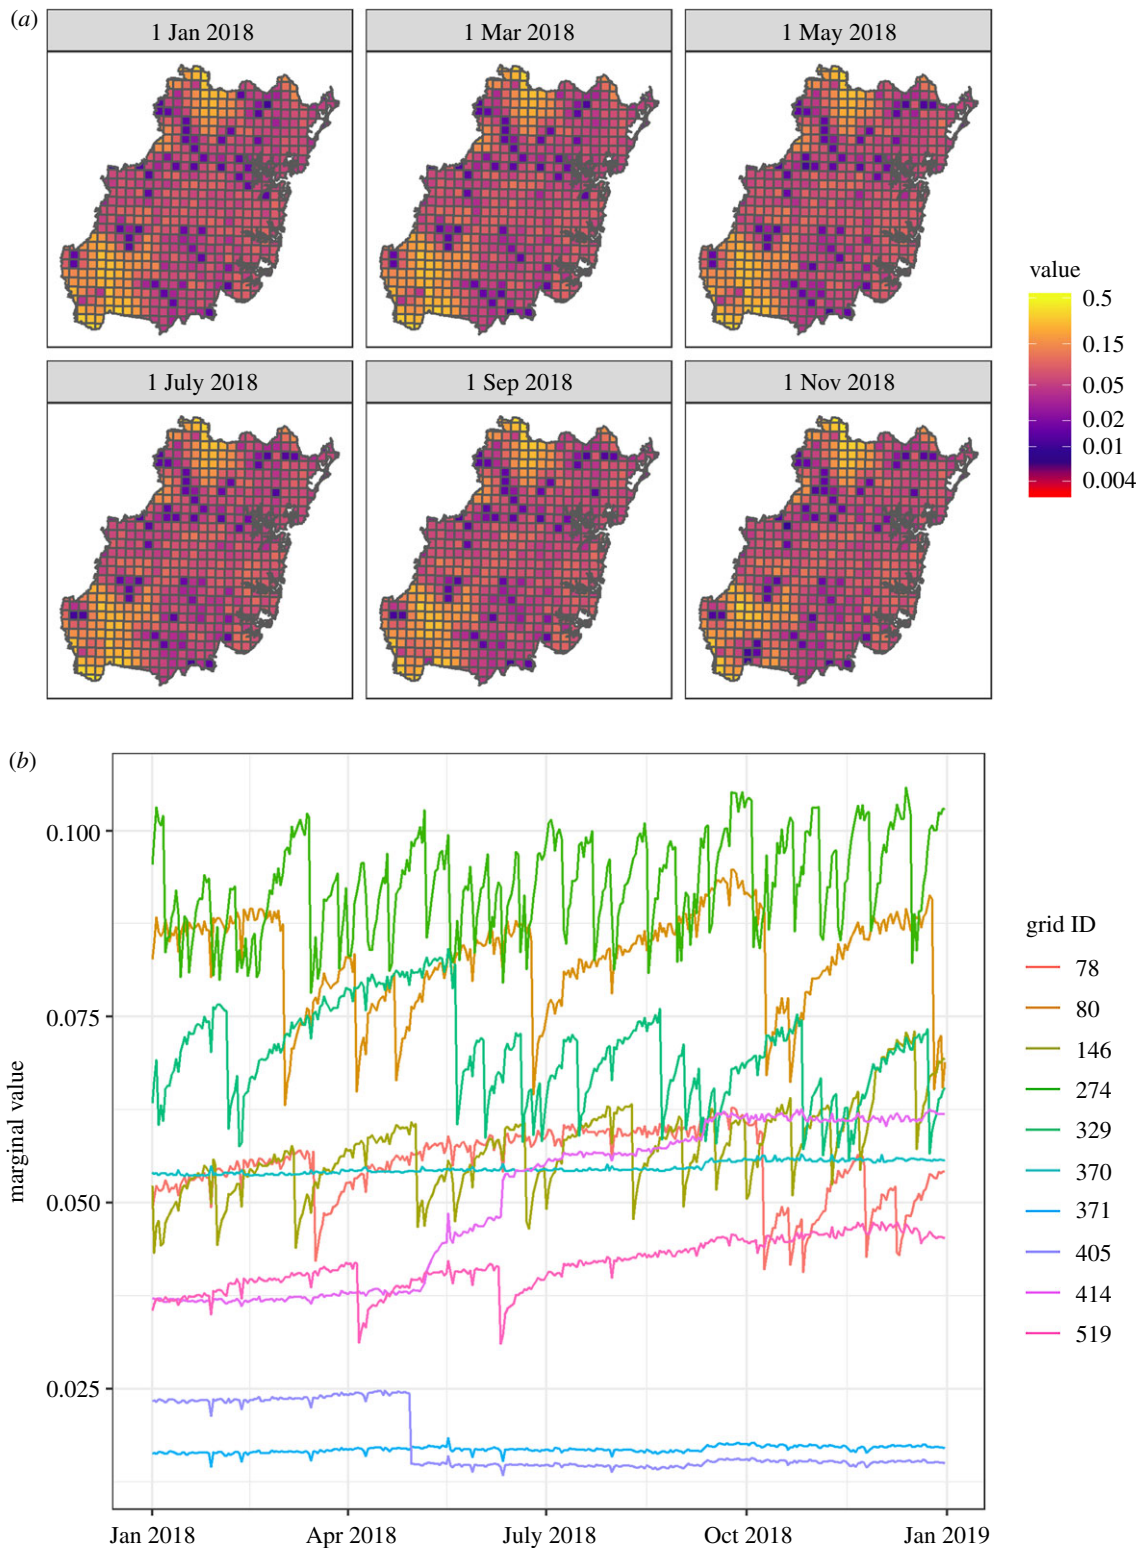 (a)
1 Jan 2018
1 Mar 2018
1 May 2018
value
0.5
0.15
0.05
0.02
0.01
0.004
1 July 2018
1 Sep 2018
1 Nov 2018
(b)
0.100
0.075
0.050
0.025
marginal value
Jan 2018
Apr 2018
July 2018
Oct 2018
Jan 2019
grid ID
78
80
146
274
329
370
371
405
414
519